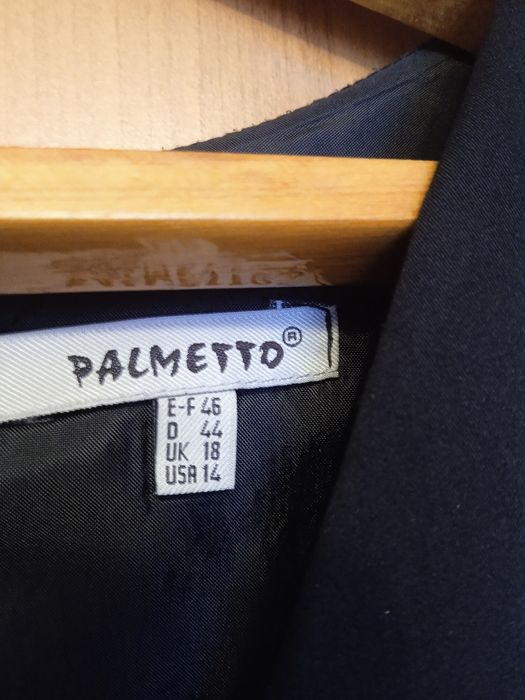 PALMETTO®
E-F 46
D 44
UK 18
USA 14